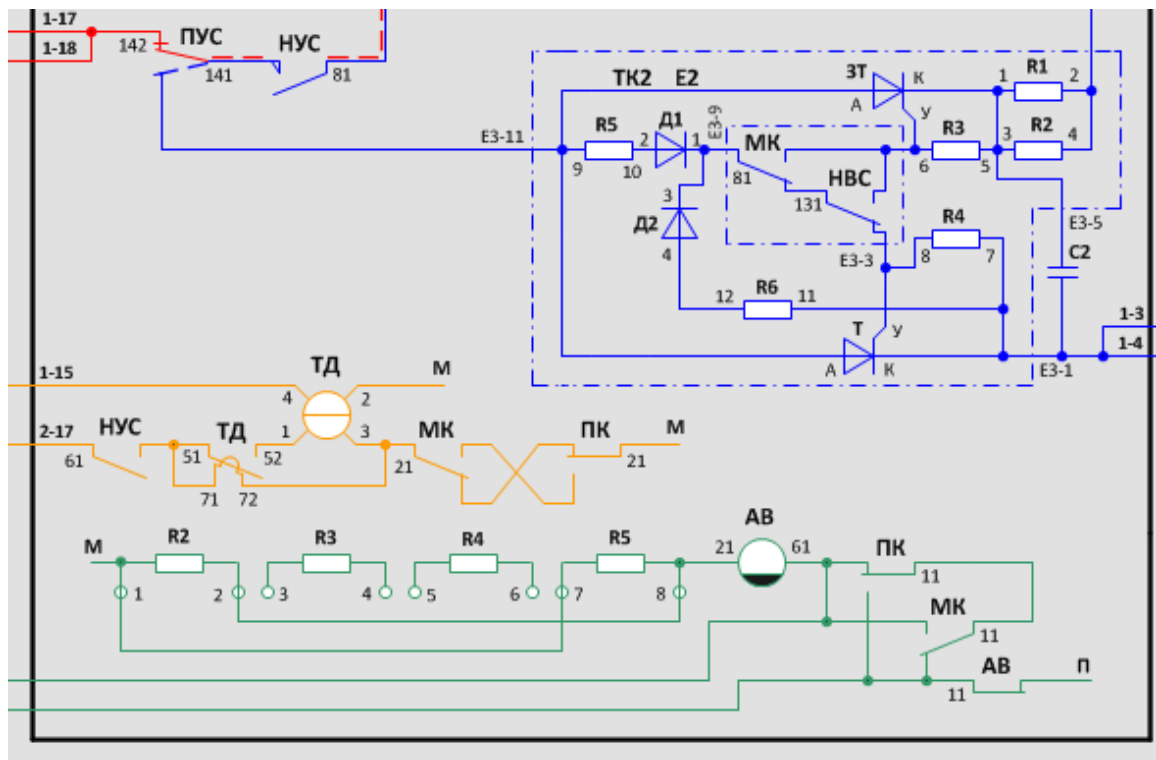 1-17
ПУС НУС
142
1-18
141 81
ТК2 Е2 ЗТ К 1 R1 2
А У
Е3-11 R5 2 Д1 1 Е3-9 МК R3 3 R2 4
9 10 81 НВС 6 5
3 131
Д2 R4 Е3-5
4 Е3-3 8 7 С2
12 R6 11
Т У 1-3
1-4
А К Е3-1
1-15 ТД М
4 2
НУС ТД 1 3 МК ПК М
2-17
61 51 52 21 21
71 72
АВ
М R2 R3 R4 R5 21 61 ПК
11
1 2 3 4 5 6 7 8
МК
11
АВ П
11